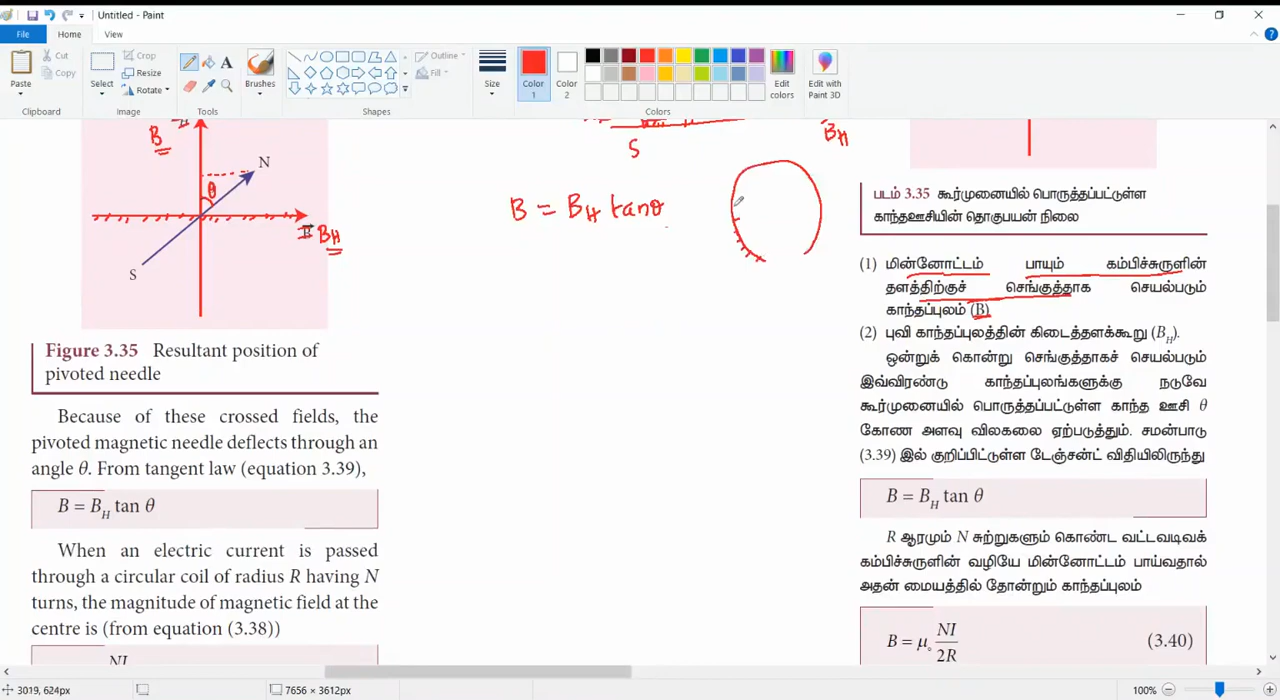 Untitled - Paint
File
Home
View
Paste
Cut
Copy
Clipboard
Select
Crop
Resize
Rotate
Image
A
Tools
Brushes
Outline
Fill
Shapes
Size
Color
1
Color
2
Edit
colors
Edit with
Paint 3D
Colors
B
N
θ
B_H
S
Figure 3.35 Resultant position of
pivoted needle
Because of these crossed fields, the
pivoted magnetic needle deflects through an
angle θ. From tangent law (equation 3.39),
B = B_H tan θ
When an electric current is passed
through a circular coil of radius R having N
turns, the magnitude of magnetic field at the
centre is (from equation (3.38))
NI
S
B_H
B = B_H tanθ
படம் 3.35 கூர்முனையில் பொருத்தப்பட்டுள்ள
காந்தஊசியின் தொகுபயன் நிலை
(1) மின்னோட்டம் பாயும் கம்பிச்சுருளின்
தளத்திற்குச் செங்குத்தாக செயல்படும்
காந்தப்புலம் (B)
(2) புவி காந்தப்புலத்தின் கிடைத்தளக்கூறு (B_H).
ஒன்றுக் கொன்று செங்குத்தாகச் செயல்படும்
இவ்விரண்டு காந்தப்புலங்களுக்கு நடுவே
கூர்முனையில் பொருத்தப்பட்டுள்ள காந்த ஊசி θ
கோண அளவு விலகலை ஏற்படுத்தும். சமன்பாடு
(3.39) இல் குறிப்பிட்டுள்ள டேஞ்சன்ட் விதியிலிருந்து
B = B_H tan θ
R ஆரமும் N சுற்றுகளும் கொண்ட வட்டவடிவக்
கம்பிச்சுருளின் வழியே மின்னோட்டம் பாய்வதால்
அதன் மையத்தில் தோன்றும் காந்தப்புலம்
B = μ∘ NI/2R (3.40)
3019, 624px
7656 × 3612px
100%